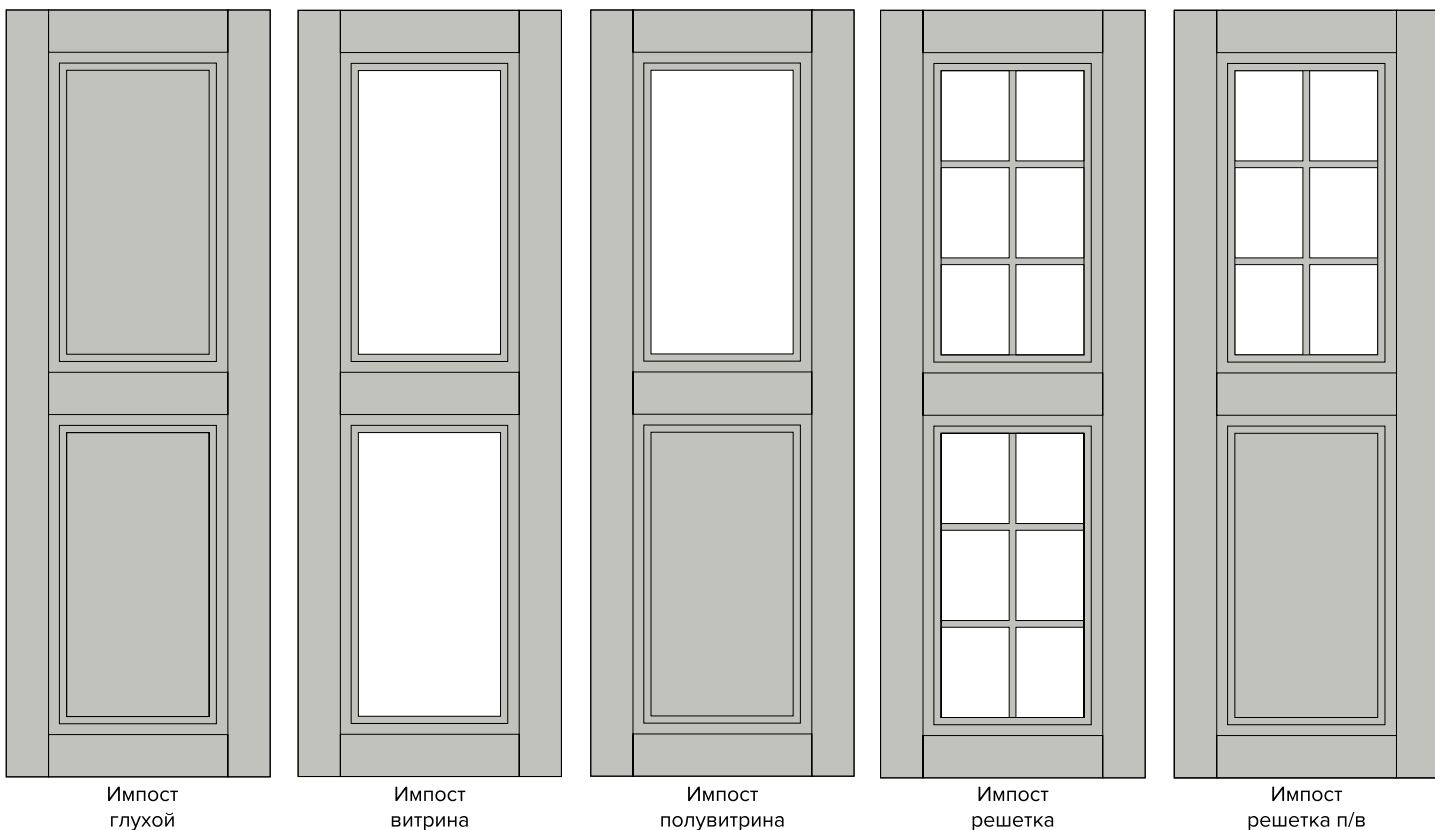 Импост
глухой
Импост
витрина
Импост
полувитрина
Импост
решетка
Импост
решетка п/в